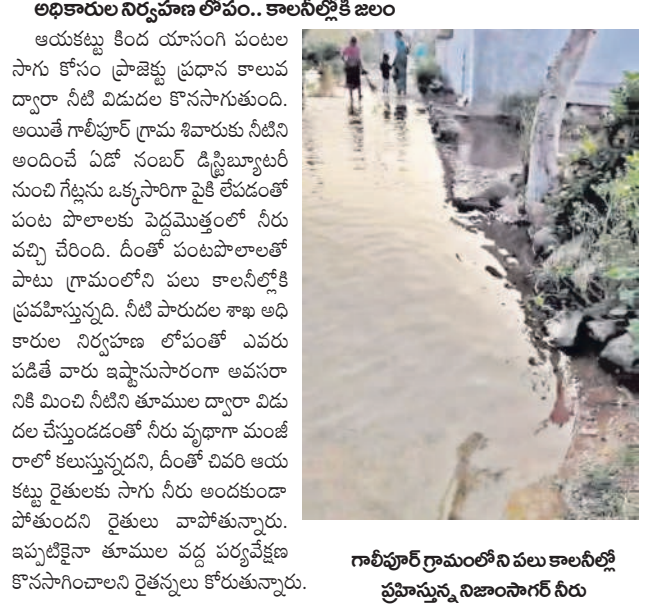 అధికారుల నిర్వహణ లోపం.. కాలనీల్లోకి జలం
ఆయకట్టు కింద యాసంగి పంటల
సాగు కోసం ప్రాజెక్టు ప్రధాన కాలువ
ద్వారా నీటి విడుదల కొనసాగుతుంది.
అయితే గాలీపూర్ గ్రామ శివారుకు నీటిని
అందించే ఏడో నంబర్ డిస్ట్రిబ్యూటరీ
నుంచి గేట్లను ఒక్కసారిగా పైకి లేపడంతో
పంట పొలాలకు పెద్దమొత్తంలో నీరు
వచ్చి చేరింది. దీంతో పంటపొలాలతో
పాటు గ్రామంలోని పలు కాలనీల్లోకి
ప్రవహిస్తున్నది. నీటి పారుదల శాఖ అధి
కారుల నిర్వహణ లోపంతో ఎవరు
పడితే వారు ఇష్టానుసారంగా అవసరా
నికి మించి నీటిని తూముల ద్వారా విడు
దల చేస్తుండడంతో నీరు వృథాగా మంజీ
రాలో కలుస్తున్నదని, దీంతో చివరి ఆయ
కట్టు రైతులకు సాగు నీరు అందకుండా
పోతుందని రైతులు వాపోతున్నారు.
ఇప్పటికైనా తూముల వద్ద పర్యవేక్షణ
కొనసాగించాలని రైతన్నలు కోరుతున్నారు.
గాలీపూర్ గ్రామంలోని పలు కాలనీల్లో
ప్రహిస్తున్న నిజాంసాగర్ నీరు